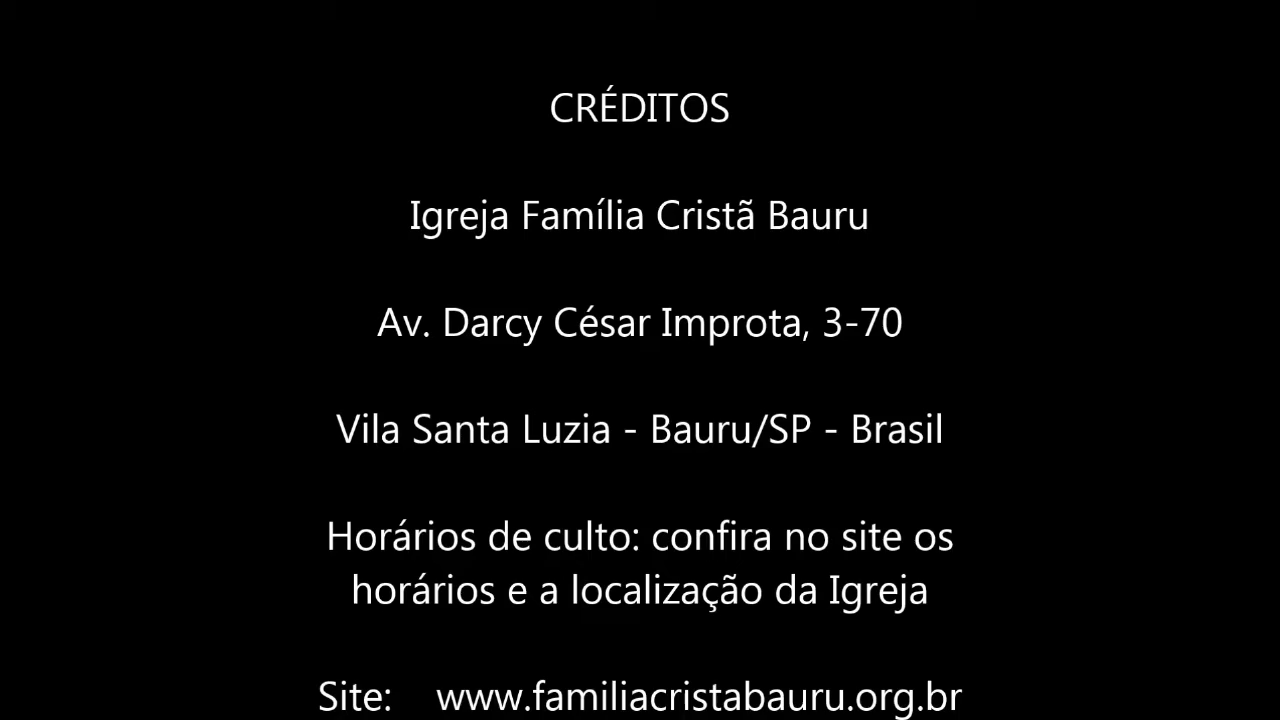 CRÉDITOS
Igreja Família Cristã Bauru
Av. Darcy César Improta, 3-70
Vila Santa Luzia - Bauru/SP - Brasil
Horários de culto: confira no site os
horários e a localização da Igreja
Site: www.familiacristabauru.org.br